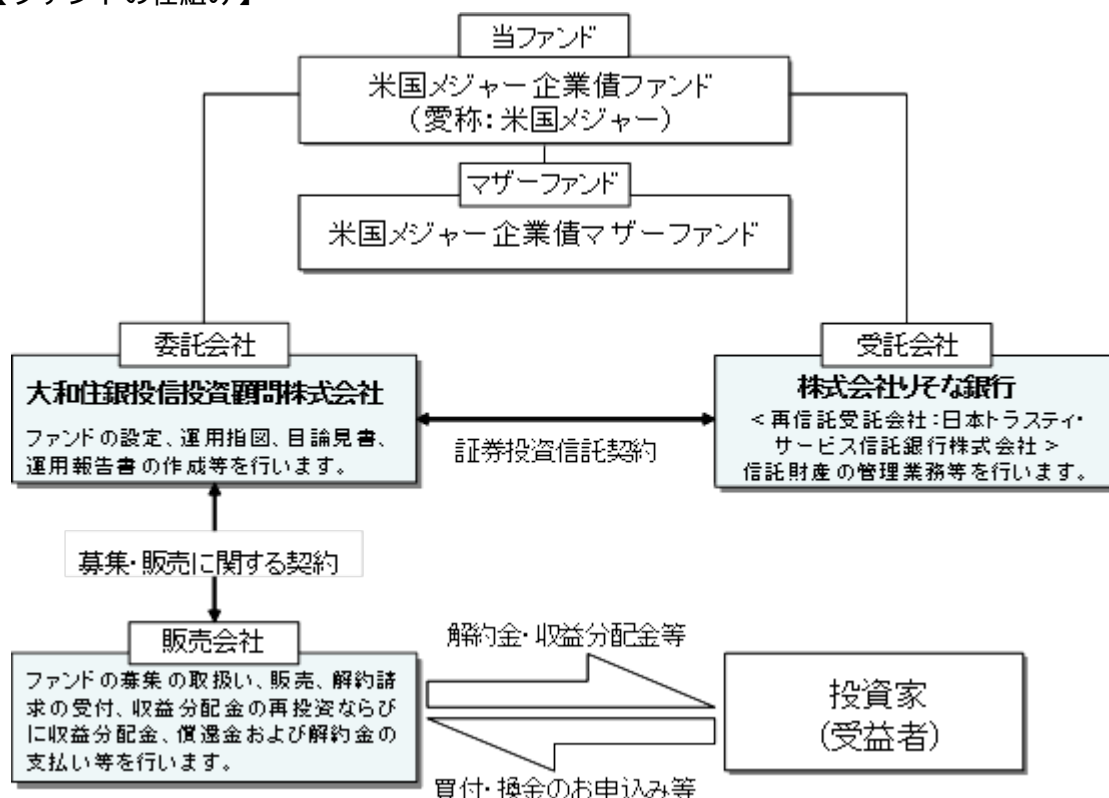 【ファンドの仕組み】
当ファンド
米国メジャー企業債ファンド
（愛称：米国メジャー）
マザーファンド
米国メジャー企業債マザーファンド
委託会社
大和住銀投信投資顧問株式会社
ファンドの設定、運用指図、目論見書、
運用報告書の作成等を行います。
証券投資信託契約
受託会社
株式会社りそな銀行
＜再信託受託会社：日本トラスティ・
サービス信託銀行株式会社＞
信託財産の管理業務等を行います。
募集・販売に関する契約
販売会社
ファンドの募集の取扱い、販売、解約請
求の受付、収益分配金の再投資ならび
に収益分配金、償還金および解約金の
支払い等を行います。
解約金・収益分配金等
買付・換金のお申込み等
投資家
（受益者）